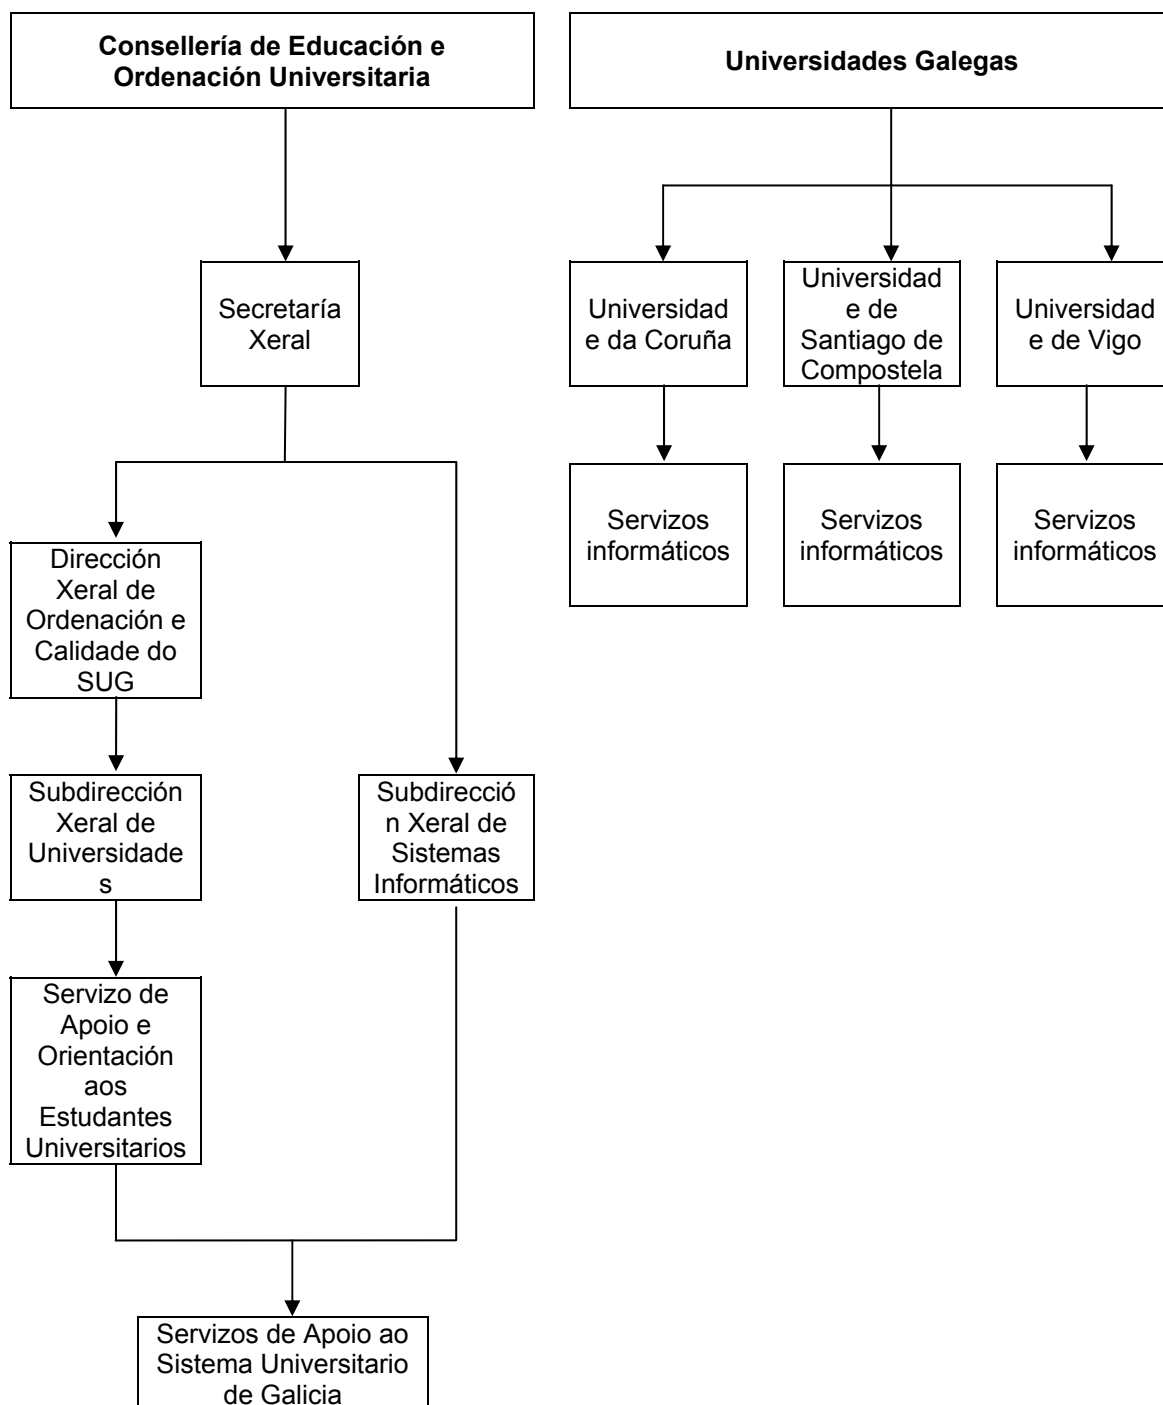 Consellería de Educación e
Ordenación Universitaria
Universidades Galegas
Secretaría
Xeral
Universidad
e da Coruña
Universidad
e de
Santiago de
Compostela
Universidad
e de Vigo
Servizos
informáticos
Servizos
informáticos
Servizos
informáticos
Dirección
Xeral de
Ordenación e
Calidade do
SUG
Subdirección
Xeral de
Universidade
s
Subdirecció
n Xeral de
Sistemas
Informáticos
Servizo de
Apoio e
Orientación
aos
Estudantes
Universitarios
Servizos de Apoio ao
Sistema Universitario
de Galicia